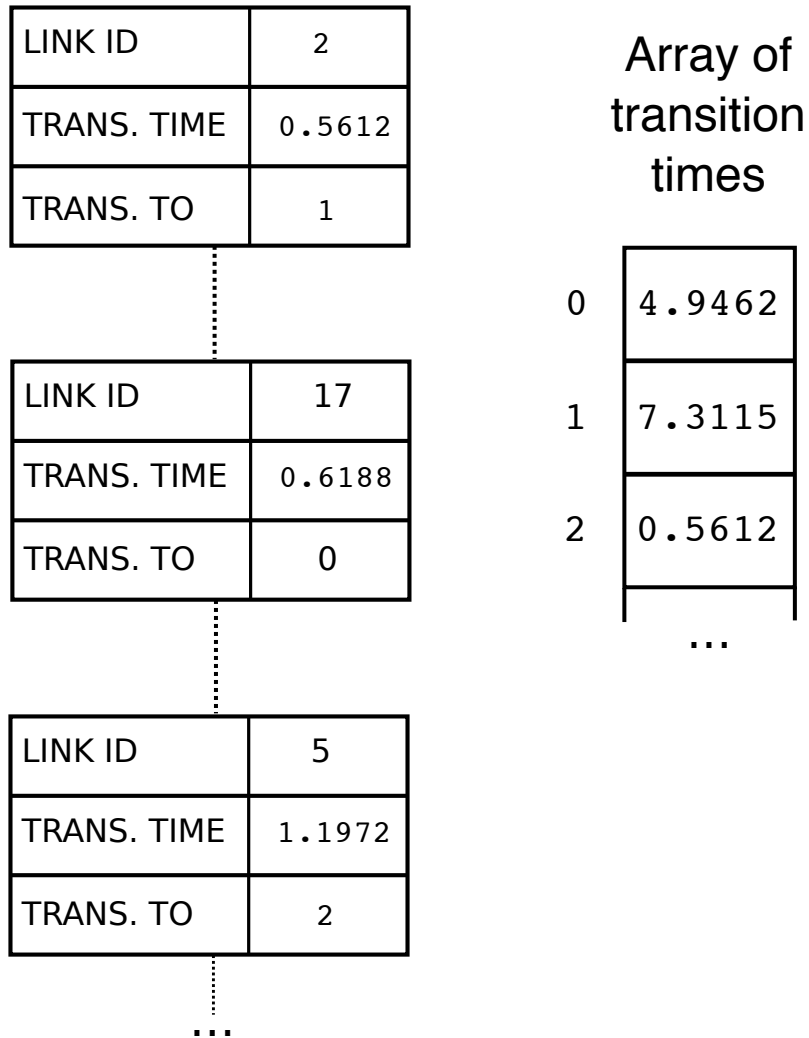 LINK ID 2
TRANS. TIME 0.5612
TRANS. TO 1
LINK ID 17
TRANS. TIME 0.6188
TRANS. TO 0
LINK ID 5
TRANS. TIME 1.1972
TRANS. TO 2
...
Array of
transition
times
0 4.9462
1 7.3115
2 0.5612
...